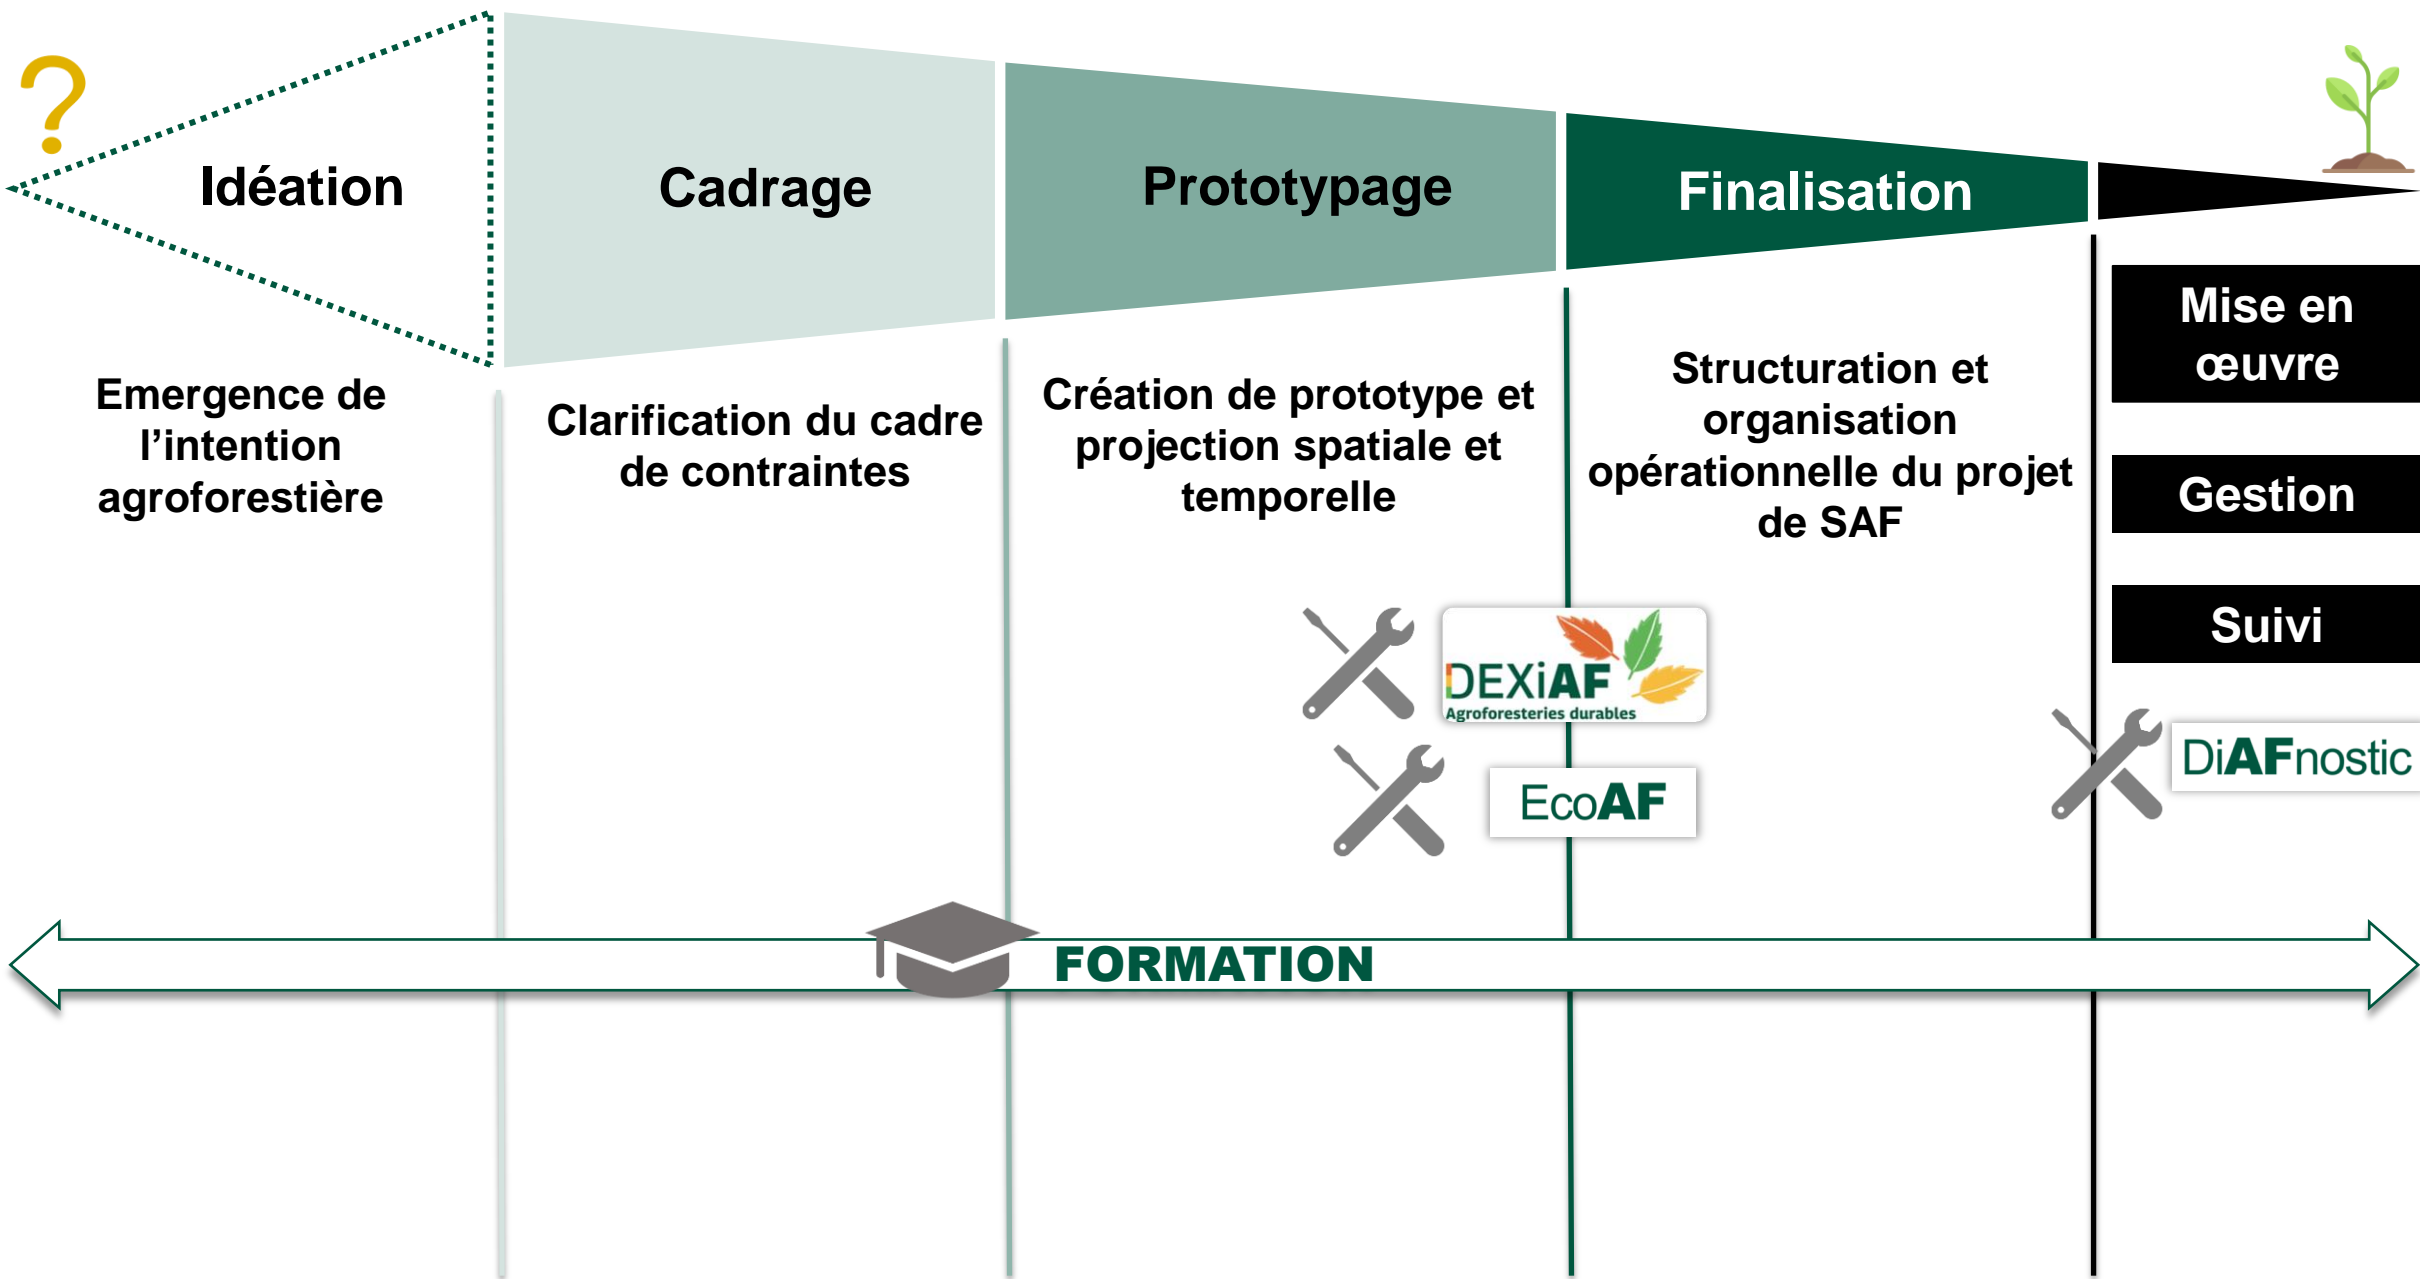 ?
Idéation
Cadrage
Prototypage
Finalisation
Emergence de
l’intention
agroforestière
Clarification du cadre
de contraintes
Création de prototype et
projection spatiale et
temporelle
Structuration et
organisation
opérationnelle du projet
de SAF
Mise en
œuvre
Gestion
Suivi
DEXiAF
Agroforesteries durables
EcoAF
DiAFnostic
FORMATION